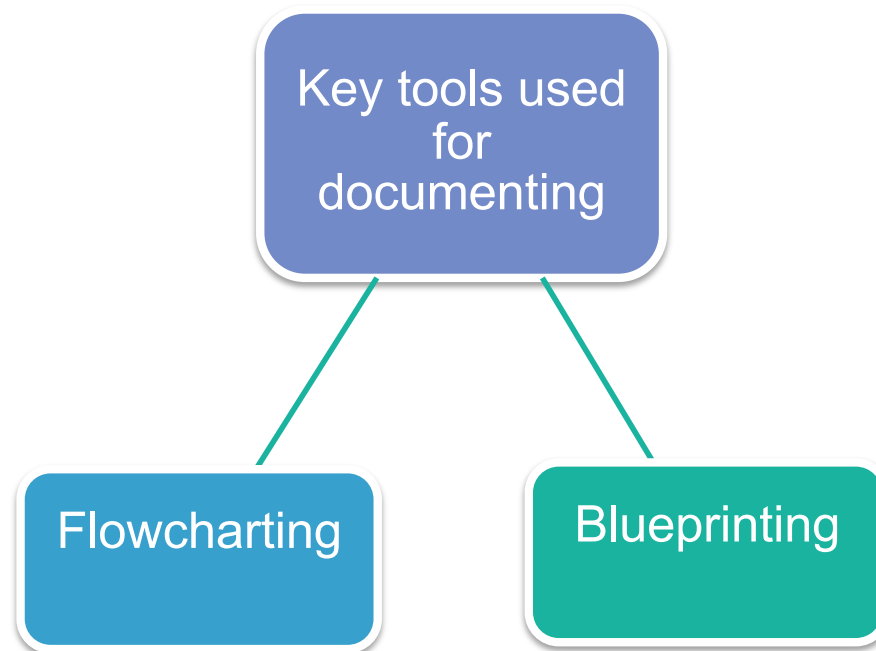 Key tools used
for
documenting
Flowcharting
Blueprinting